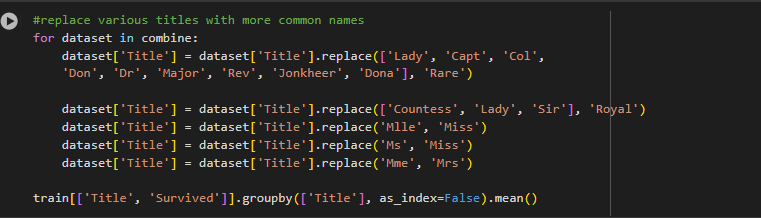 #replace various titles with more common names
for dataset in combine:
    dataset['Title'] = dataset['Title'].replace(['Lady', 'Capt', 'Col',
    'Don', 'Dr', 'Major', 'Rev', 'Jonkheer', 'Dona'], 'Rare')

    dataset['Title'] = dataset['Title'].replace(['Countess', 'Lady', 'Sir'], 'Royal')
    dataset['Title'] = dataset['Title'].replace('Mlle', 'Miss')
    dataset['Title'] = dataset['Title'].replace('Ms', 'Miss')
    dataset['Title'] = dataset['Title'].replace('Mme', 'Mrs')

train[['Title', 'Survived']].groupby(['Title'], as_index=False).mean()